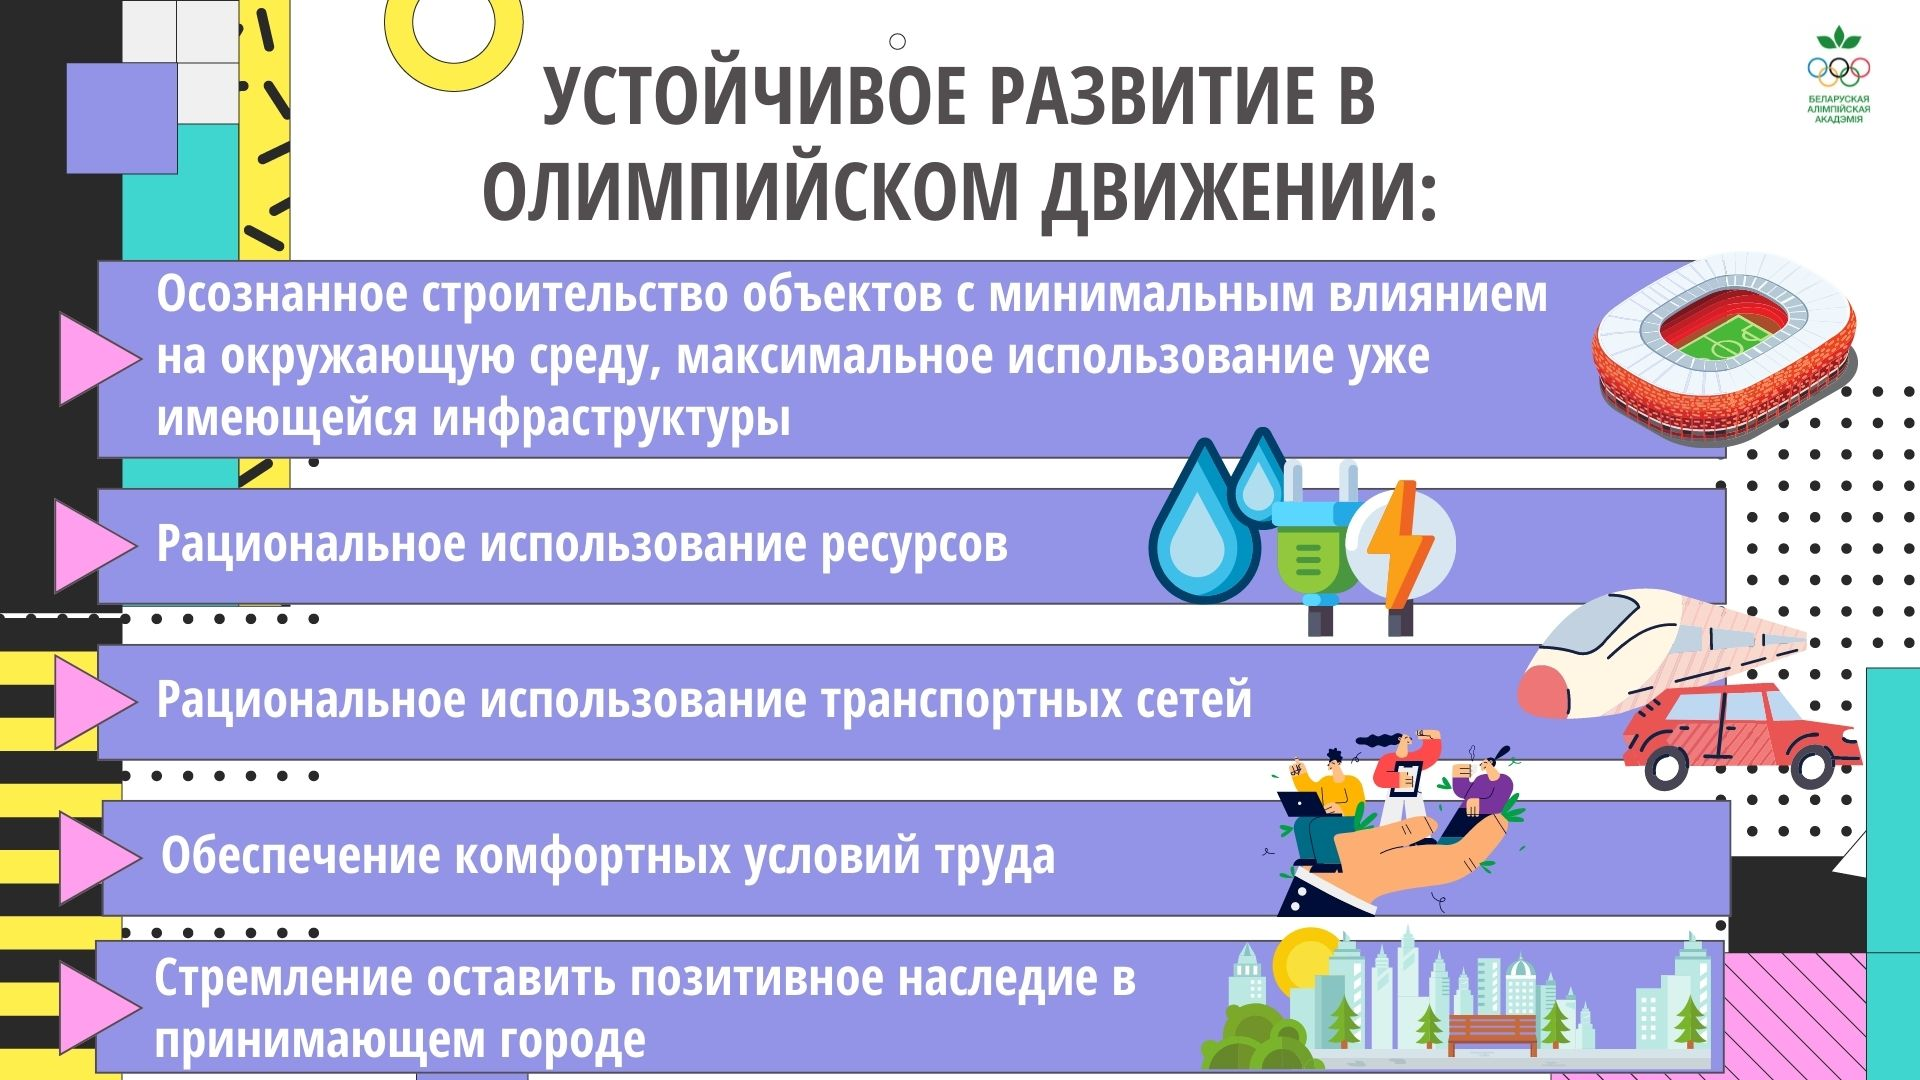 УСТОЙЧИВОЕ РАЗВИТИЕ В
ОЛИМПИЙСКОМ ДВИЖЕНИИ:
БЕЛАРУСКАЯ
АЛІМПІЙСКАЯ
АКАДЭМІЯ
Осознанное строительство объектов с минимальным влиянием
на окружающую среду, максимальное использование уже
имеющейся инфраструктуры
Рациональное использование ресурсов
Рациональное использование транспортных сетей
Обеспечение комфортных условий труда
Стремление оставить позитивное наследие в
принимающем городе